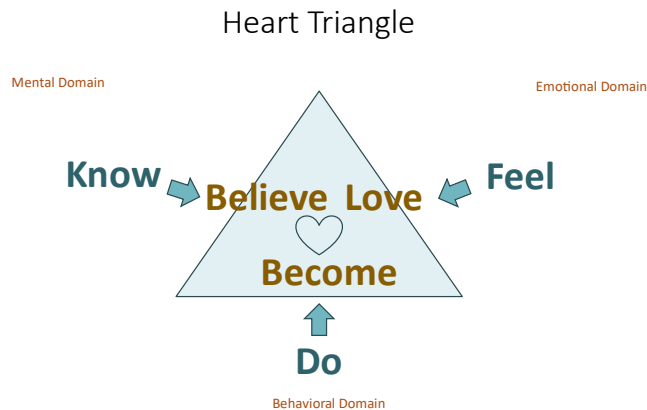 Heart Triangle
Mental Domain
Emotional Domain
Know
Feel
Believe Love
Become
Do
Behavioral Domain